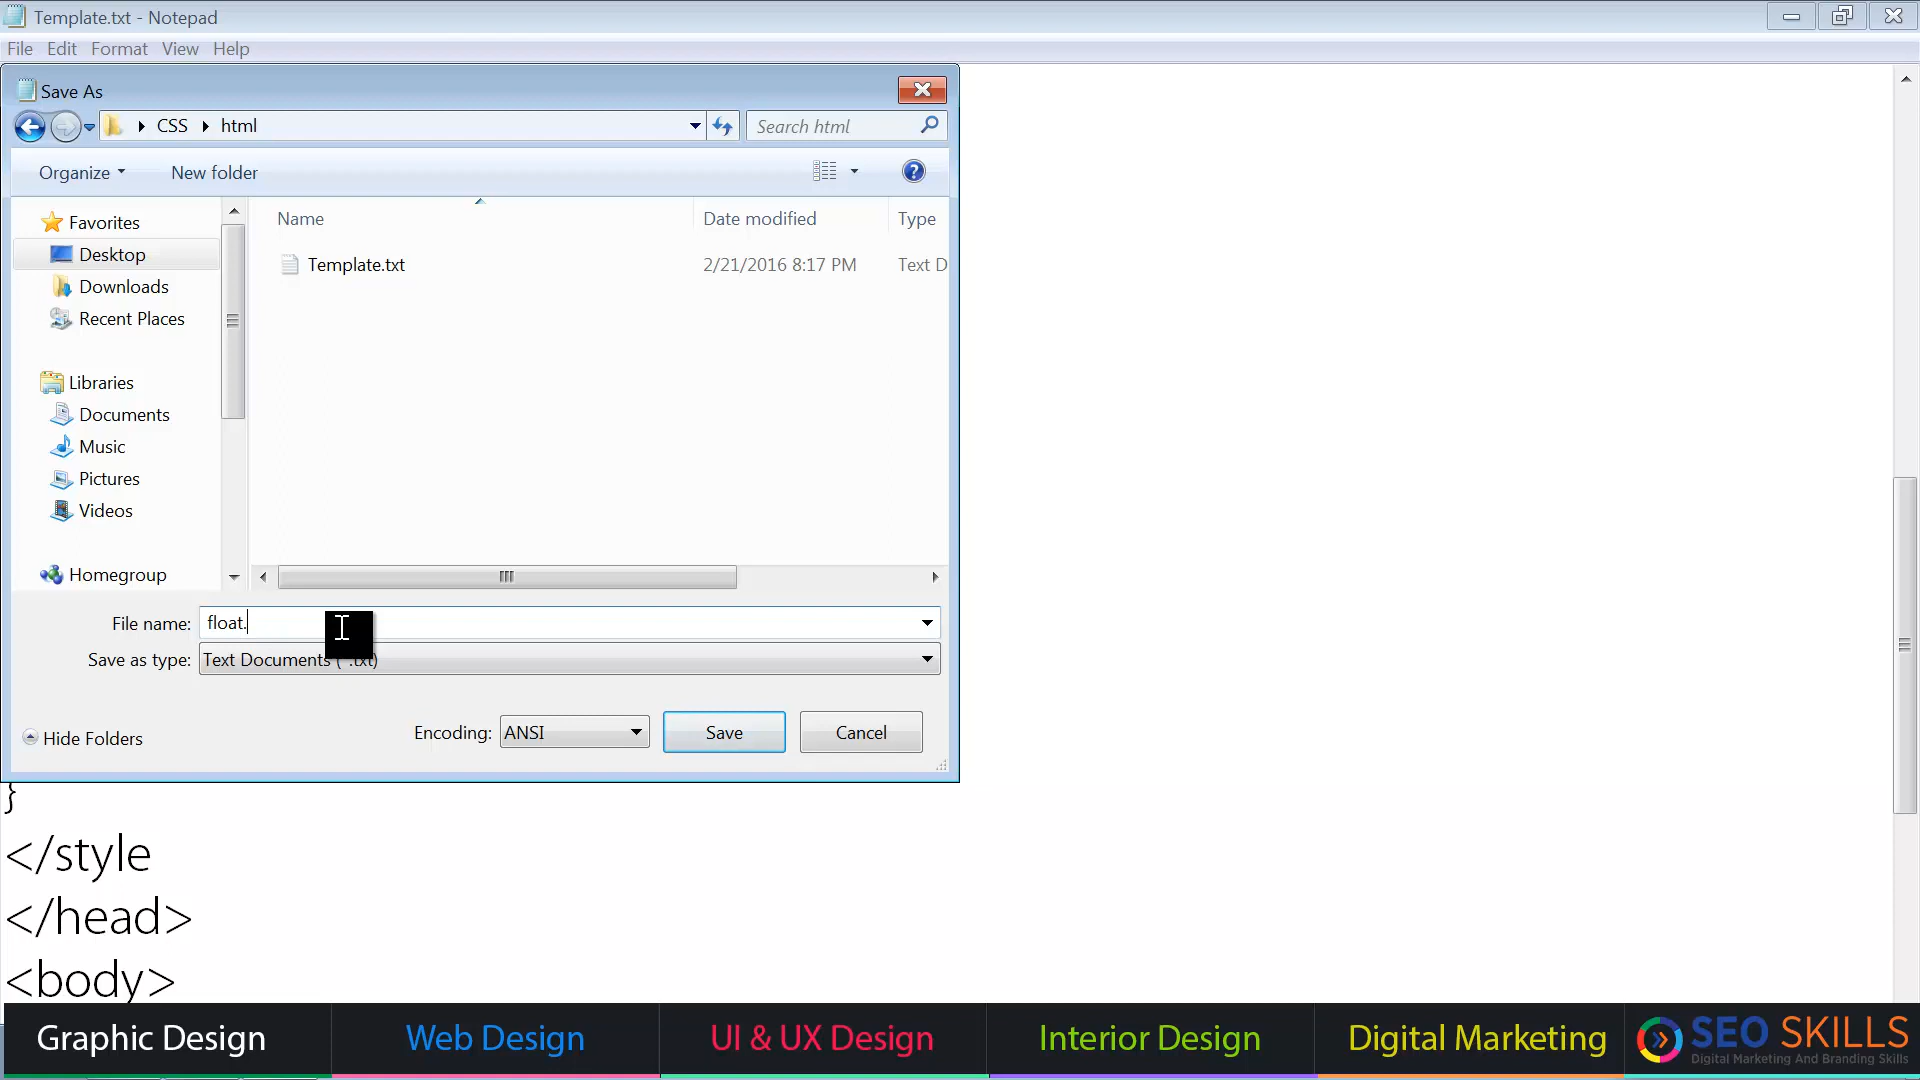 Template.txt - Notepad
File Edit Format View Help
Save As
CSS html
Search html
Organize New folder
Name Date modified Type
Template.txt 2/21/2016 8:17 PM Text D
Favorites
Desktop
Downloads
Recent Places
Libraries
Documents
Music
Pictures
Videos
Homegroup
File name: float.
Save as type: Text Documents ( .txt)
Hide Folders Encoding: ANSI Save Cancel
}
</style
</head>
<body>
Graphic Design Web Design UI & UX Design Interior Design Digital Marketing SEO SKILLS
Digital Marketing And Branding Skills